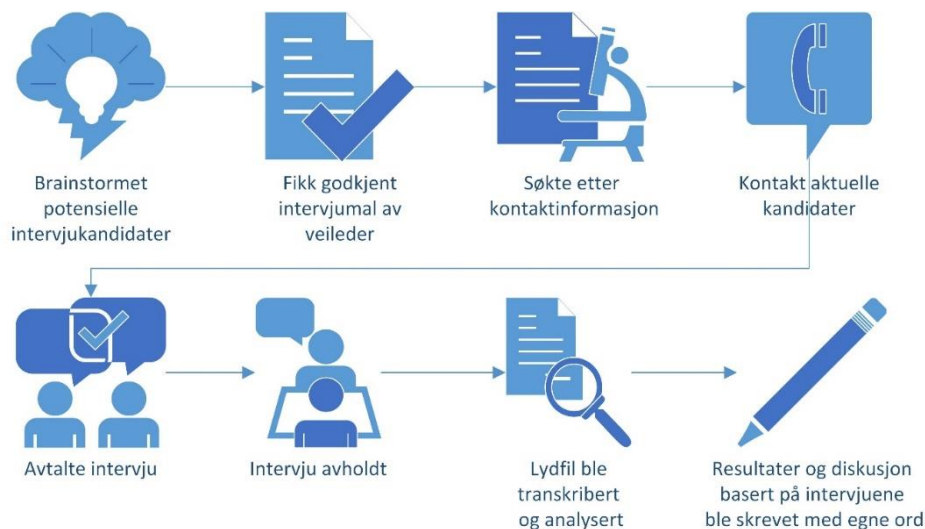 Brainstormet
potensielle
intervjukandidater
Fikk godkjent
intervjumal av
veileder
Søkte etter
kontaktinformasjon
Kontakt aktuelle
kandidater
Avtalte intervju
Intervju avholdt
Lydfil ble
transkribert
og analysert
Resultater og diskusjon
basert på intervjuene
ble skrevet med egne ord